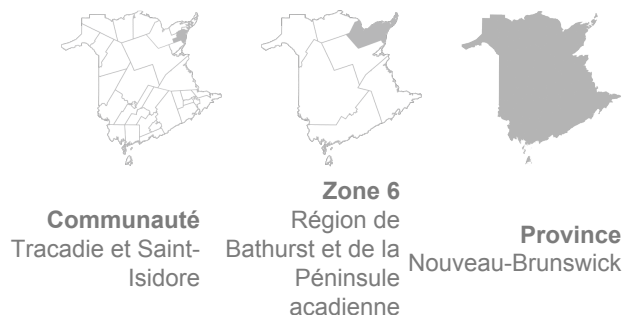 Communauté
Tracadie et Saint-
Isidore
Zone 6
Région de
Bathurst et de la
Péninsule
acadienne
Province
Nouveau-Brunswick